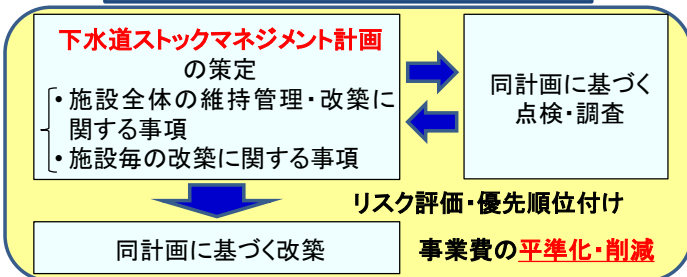 下水道ストックマネジメント計画
の策定
・施設全体の維持管理・改築に
関する事項
・施設毎の改築に関する事項
同計画に基づく
点検・調査
リスク評価・優先順位付け
同計画に基づく改築
事業費の平準化・削減